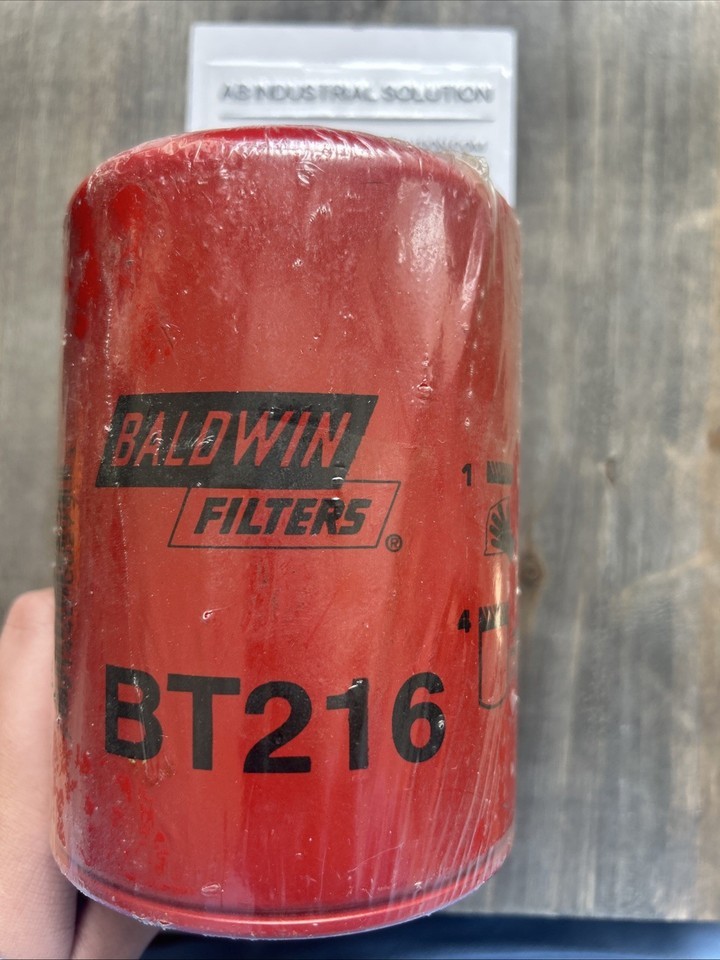 AB INDUSTRIAL SOLUTION
BALDWIN
FILTERS®
1
4
BT216